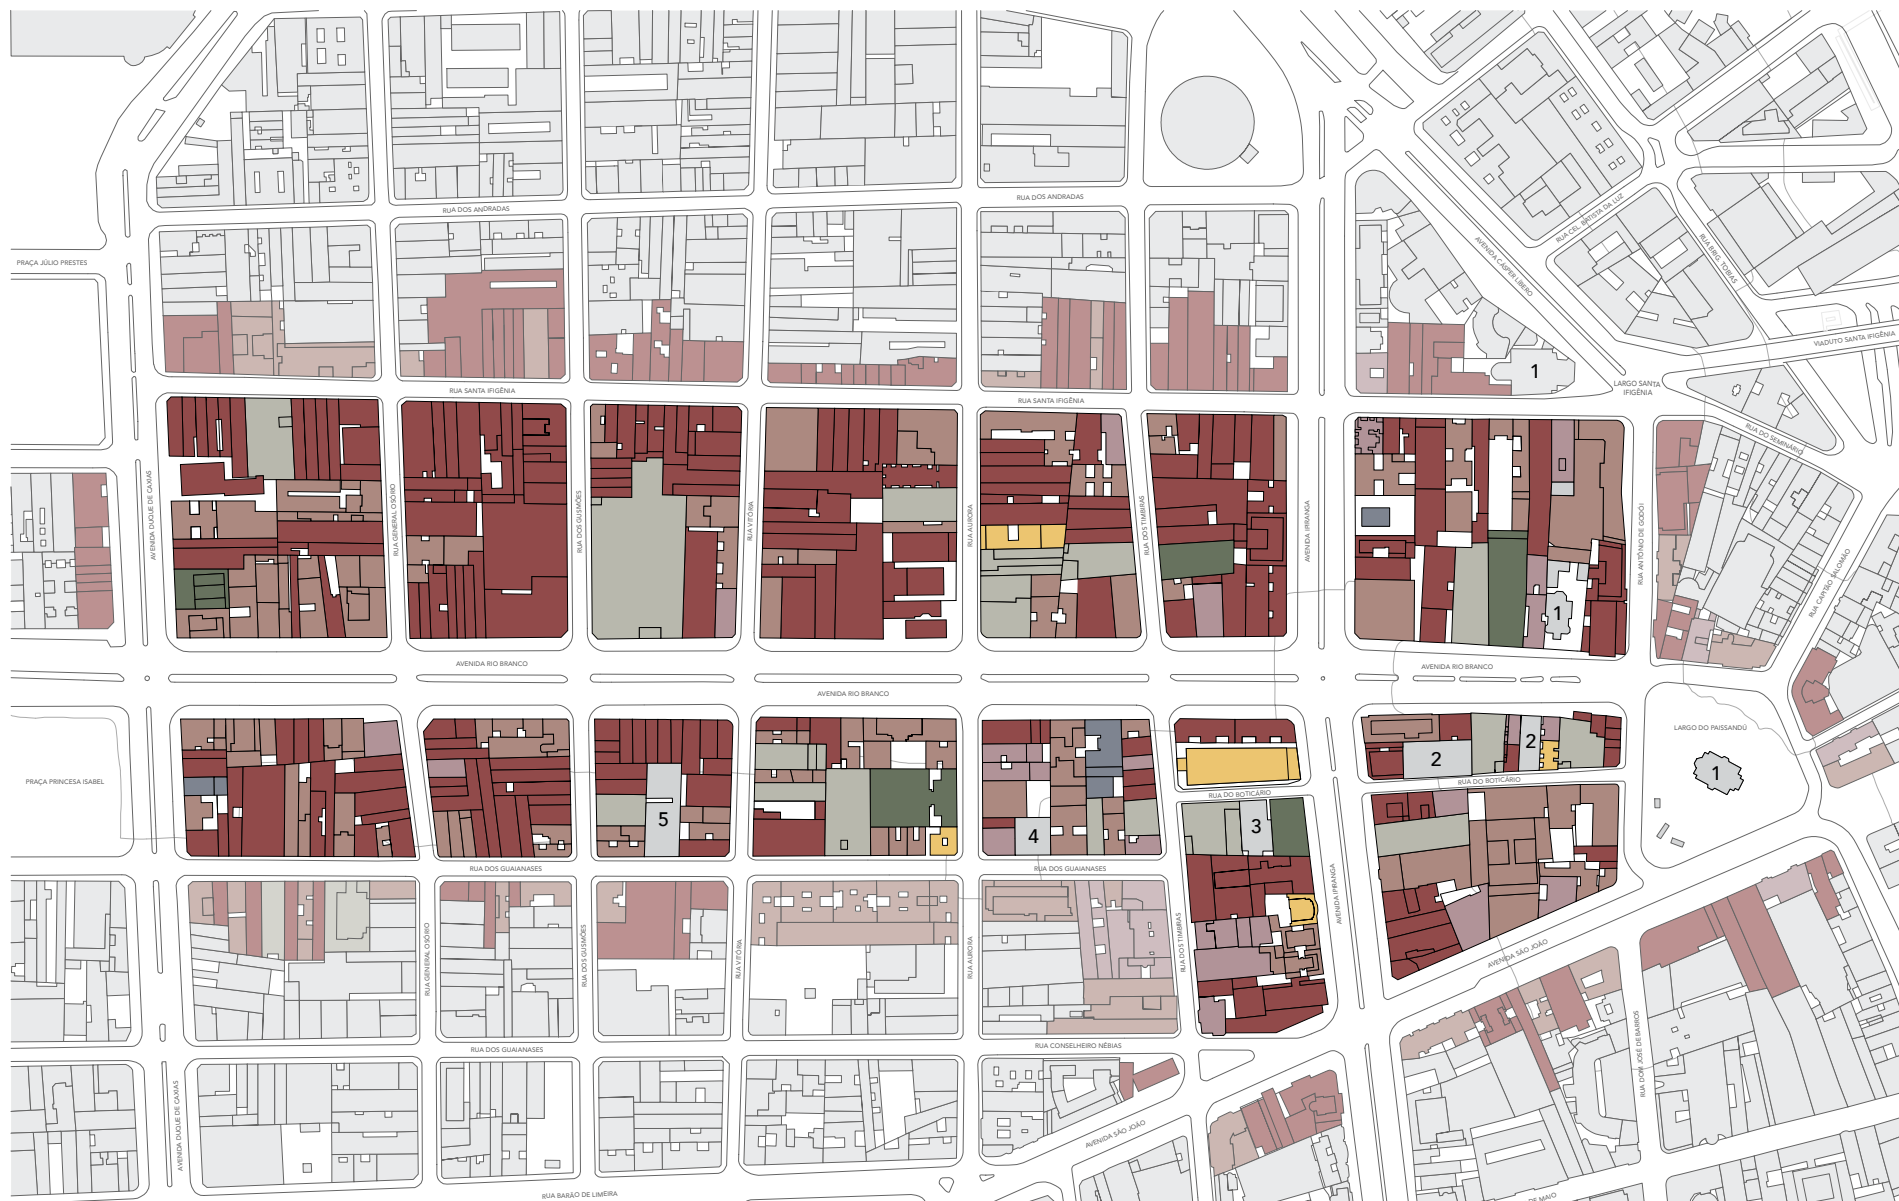 RUA DOS ANDRADAS
RUA DOS ANDRADAS
RUA CEL. BATISTA DA LUZ
RUA BRIG. TOBIAS
AVENIDA CÁSPER LÍBERO
PRAÇA JÚLIO PRESTES
VIADUTO SANTA IFIGÊNIA
1
LARGO SANTA
IFIGÊNIA
RUA SANTA IFIGÊNIA
RUA SANTA IFIGÊNIA
RUA DO SEMINÁRIO
AVENIDA DUQUE DE CAXIAS
RUA GENERAL OSÓRIO
RUA DOS GUSMÕES
RUA VITÓRIA
RUA AURORA
RUA DOS TIMBIRAS
AVENIDA IPIRANGA
RUA ANTÔNIO DE GODÓI
RUA CAPITÃO SALOMÃO
1
AVENIDA RIO BRANCO
AVENIDA RIO BRANCO
AVENIDA RIO BRANCO
LARGO DO PAISSANDÚ
PRAÇA PRINCESA ISABEL
2
2
1
RUA DO BOTICÁRIO
RUA DO BOTICÁRIO
5
4
3
RUA DOS GUAIANASES
RUA DOS GUAIANASES
AVENIDA IPIRANGA
RUA GENERAL OSÓRIO
RUA DOS GUSMÕES
RUA VITÓRIA
RUA AURORA
RUA DOS TIMBIRAS
AVENIDA SÃO JOÃO
RUA DOS GUAIANASES
RUA CONSELHEIRO NÉBIAS
RUA DOM JOSÉ DE BARROS
AVENIDA DUQUE DE CAXIAS
AVENIDA SÃO JOÃO
RUA BARÃO DE LIMEIRA
DE MAIO